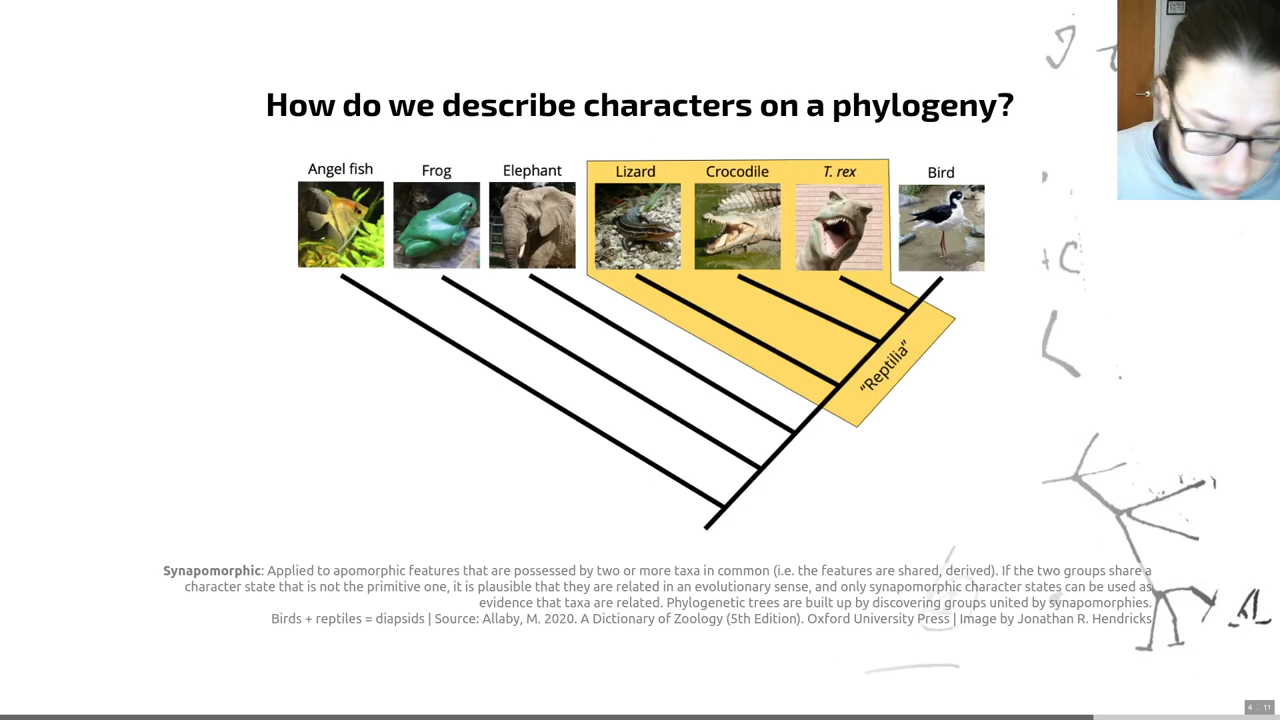 How do we describe characters on a phylogeny?
Angel fish Frog Elephant Lizard Crocodile T. rex Bird
"Reptilia"
Synapomorphic: Applied to apomorphic features that are possessed by two or more taxa in common (i.e. the features are shared, derived). If the two groups share a
character state that is not the primitive one, it is plausible that they are related in an evolutionary sense, and only synapomorphic character states can be used as
evidence that taxa are related. Phylogenetic trees are built up by discovering groups united by synapomorphies.
Birds + reptiles = diapsids | Source: Allaby, M. 2020. A Dictionary of Zoology (5th Edition). Oxford University Press | Image by Jonathan R. Hendricks
4 . 11